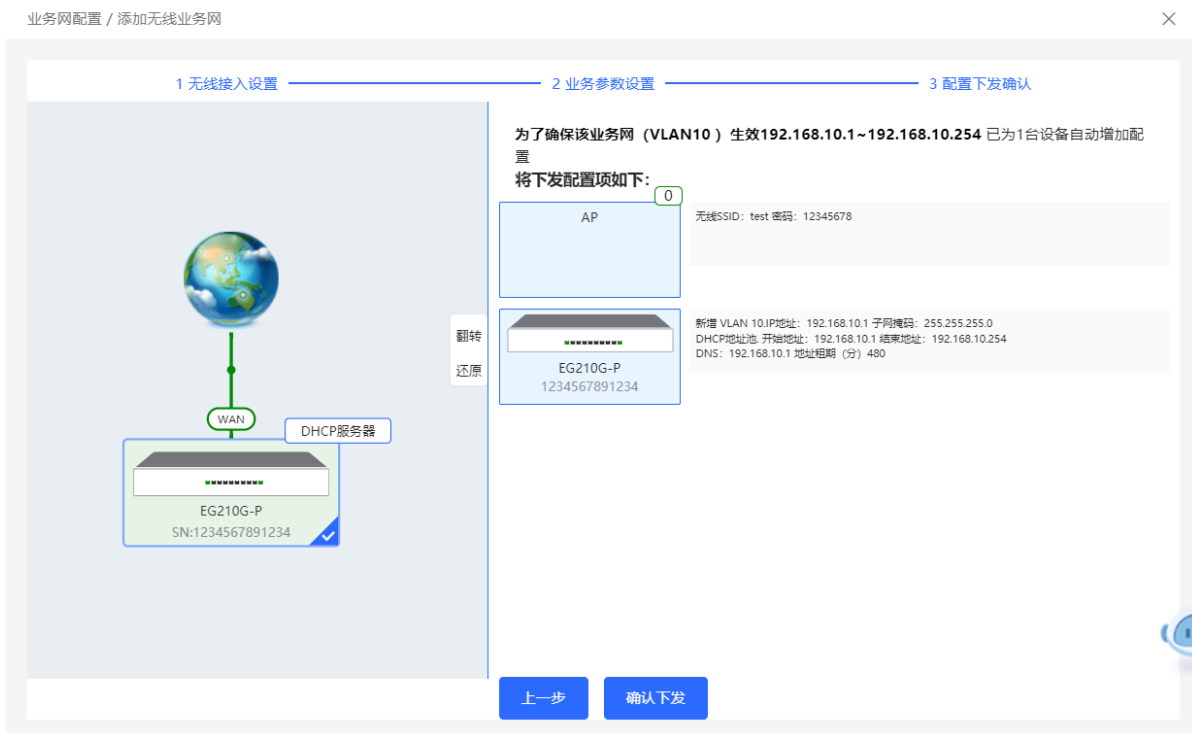 业务网配置 / 添加无线业务网
1 无线接入设置
2 业务参数设置
3 配置下发确认
为了确保该业务网（VLAN10 ）生效192.168.10.1~192.168.10.254 已为1台设备自动增加配
置
将下发配置项如下：
0
AP
无线SSID：test 密码：12345678
EG210G-P
1234567891234
新增 VLAN 10.IP地址：192.168.10.1 子网掩码：255.255.255.0
DHCP地址池. 开始地址：192.168.10.1 结束地址：192.168.10.254
DNS：192.168.10.1 地址租期（分）480
翻转
还原
WAN
DHCP服务器
EG210G-P
SN:1234567891234
上一步
确认下发